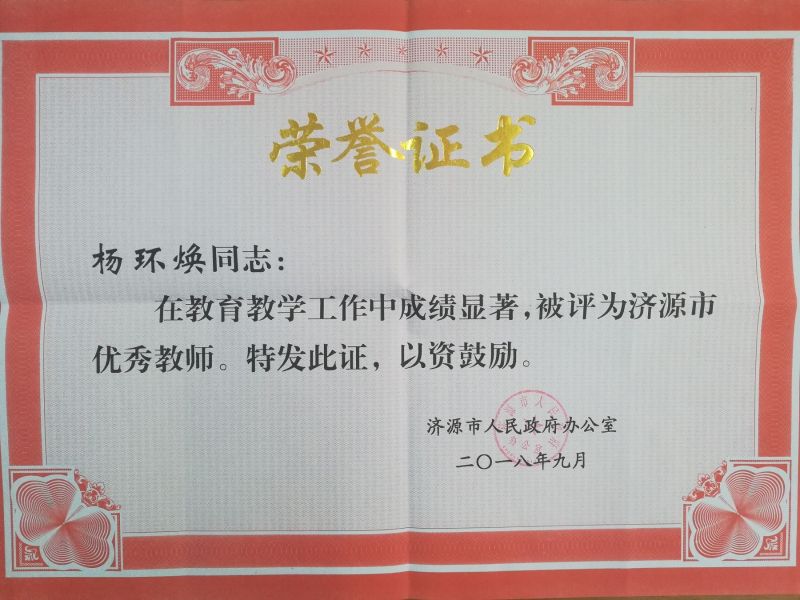 荣誉证书
杨环焕同志：
在教育教学工作中成绩显著，被评为济源市
优秀教师。特发此证，以资鼓励。
济源市人民政府办公室
二〇一八年九月